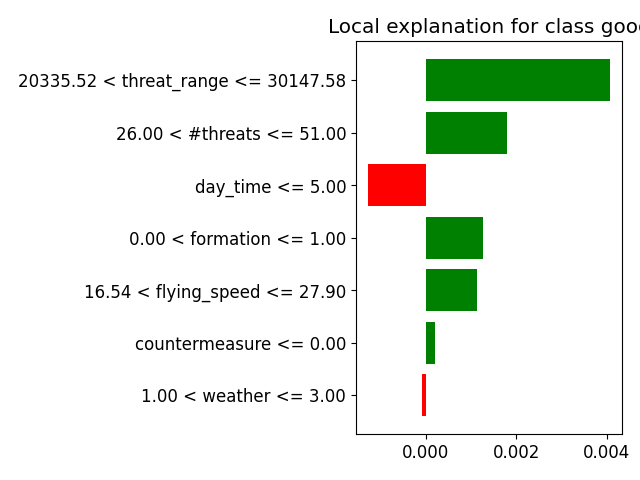 Local explanation for class good
20335.52 < threat_range <= 30147.58
26.00 < #threats <= 51.00
day_time <= 5.00
0.00 < formation <= 1.00
16.54 < flying_speed <= 27.90
countermeasure <= 0.00
1.00 < weather <= 3.00
0.000 0.002 0.004